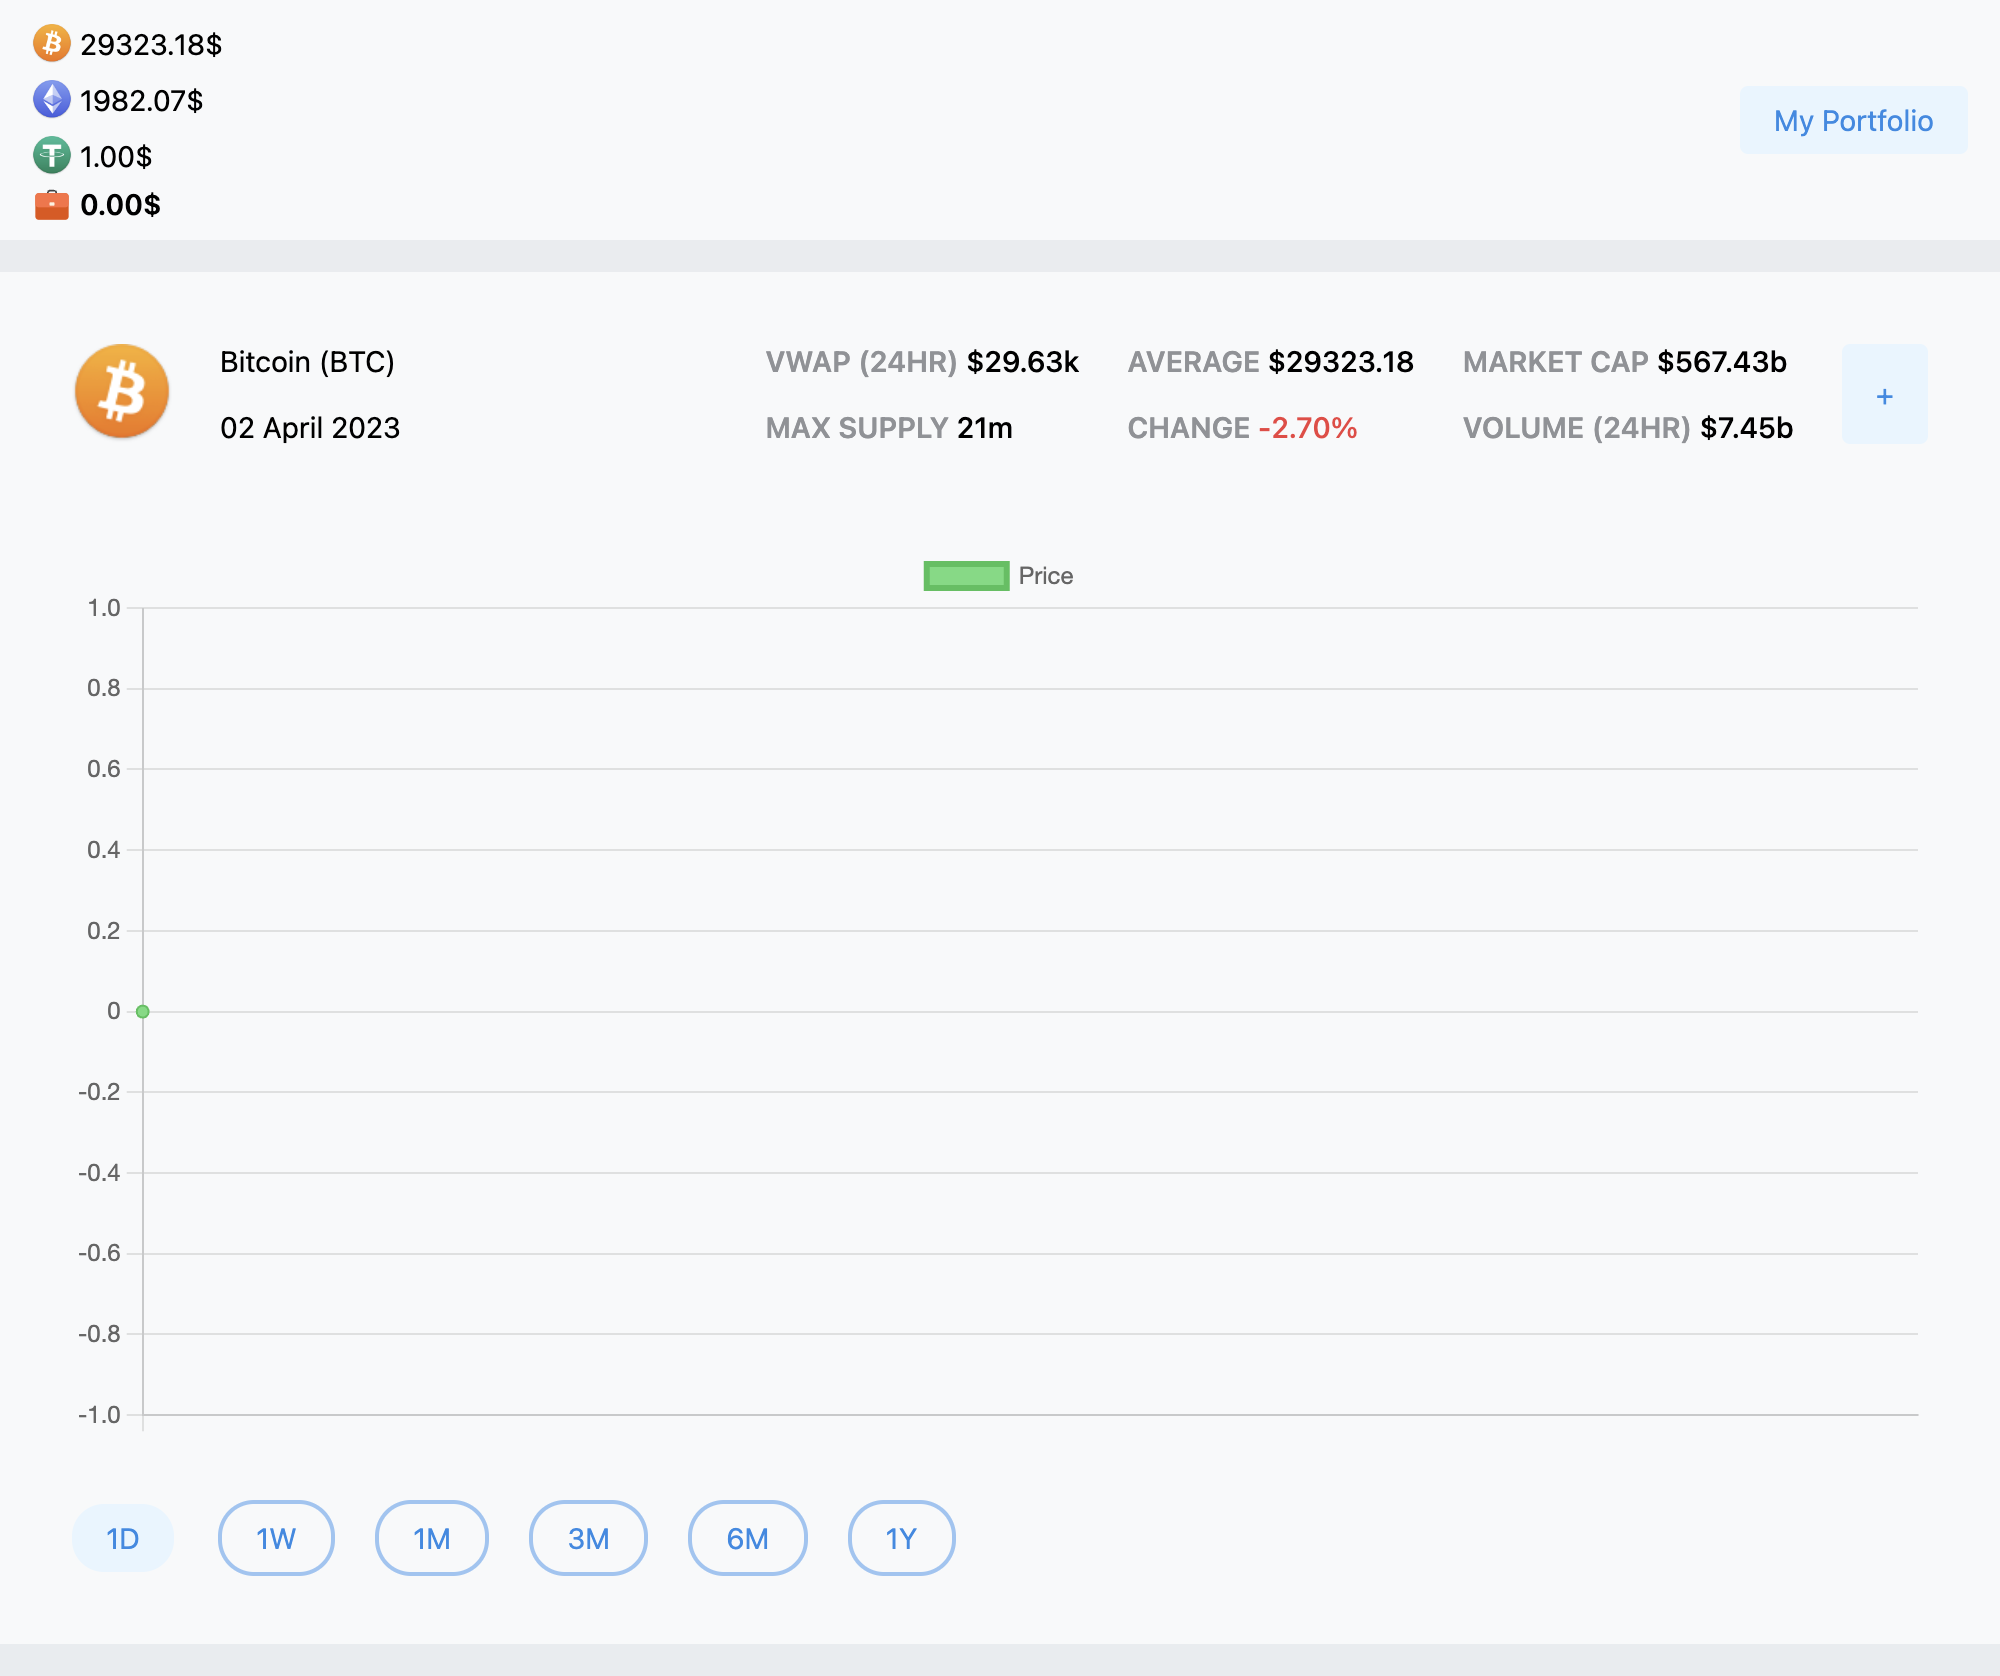 29323.18$
1982.07$
1.00$
0.00$
My Portfolio
Bitcoin (BTC)
02 April 2023
VWAP (24HR) $29.63k
AVERAGE $29323.18
MARKET CAP $567.43b
MAX SUPPLY 21m
CHANGE -2.70%
VOLUME (24HR) $7.45b
+
Price
1.0
0.8
0.6
0.4
0.2
0
-0.2
-0.4
-0.6
-0.8
-1.0
1D
1W
1M
3M
6M
1Y